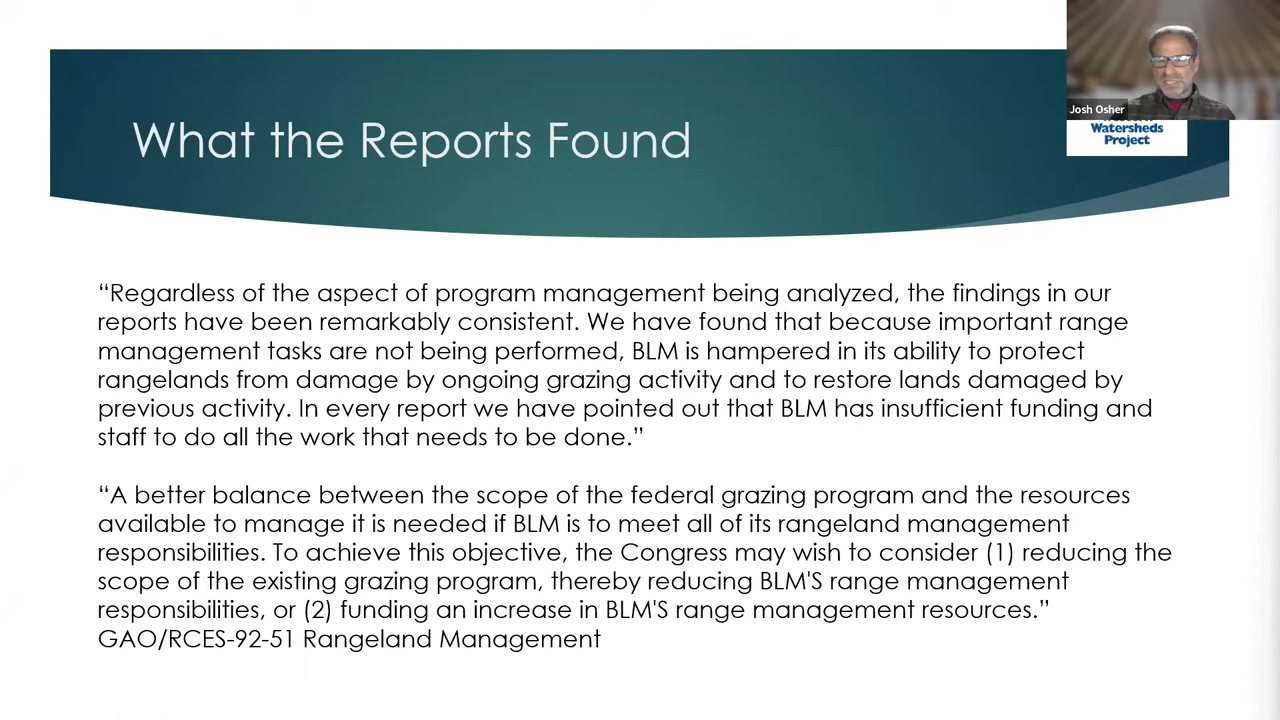 Josh Osher
Watersheds
Project
What the Reports Found
“Regardless of the aspect of program management being analyzed, the findings in our
reports have been remarkably consistent. We have found that because important range
management tasks are not being performed, BLM is hampered in its ability to protect
rangelands from damage by ongoing grazing activity and to restore lands damaged by
previous activity. In every report we have pointed out that BLM has insufficient funding and
staff to do all the work that needs to be done.”
“A better balance between the scope of the federal grazing program and the resources
available to manage it is needed if BLM is to meet all of its rangeland management
responsibilities. To achieve this objective, the Congress may wish to consider (1) reducing the
scope of the existing grazing program, thereby reducing BLM'S range management
responsibilities, or (2) funding an increase in BLM'S range management resources.”
GAO/RCES-92-51 Rangeland Management